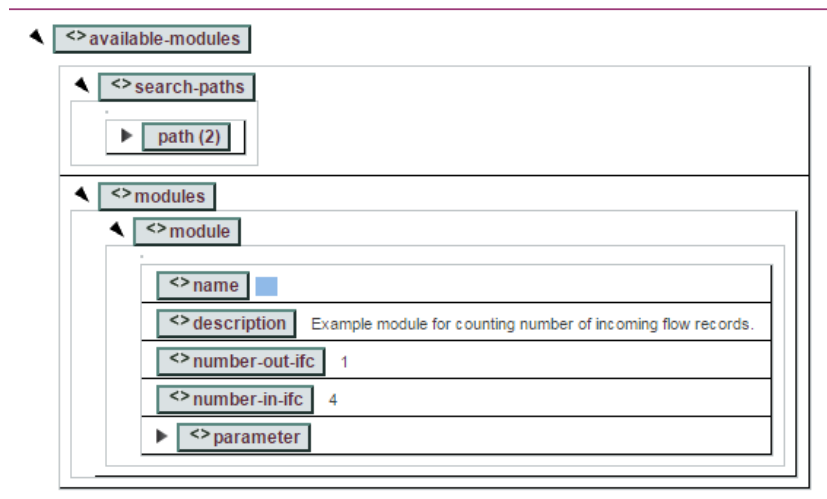 <>available-modules
<>search-paths
path (2)
<>modules
<>module
<>name
<>description Example module for counting number of incoming flow records.
<>number-out-ifc 1
<>number-in-ifc 4
<>parameter